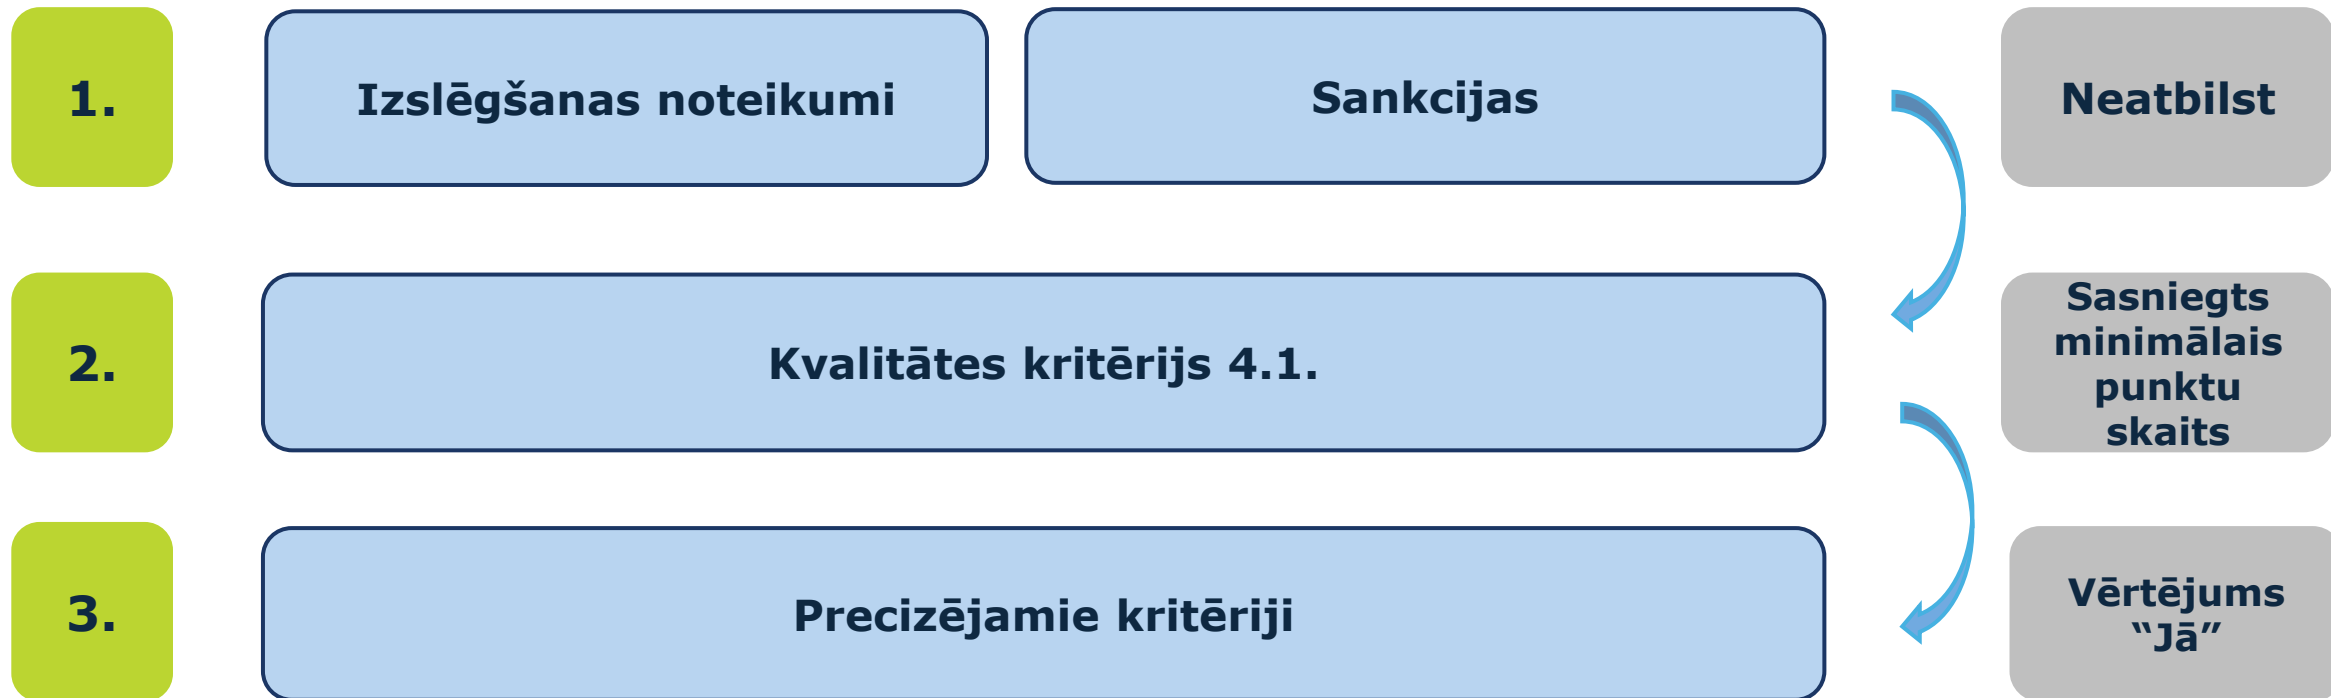 1.
Izslēgšanas noteikumi
Sankcijas
Neatbilst
2.
Kvalitātes kritērijs 4.1.
Sasniegts
minimālais
punktu
skaits
3.
Precizējamie kritēriji
Vērtējums
“Jā”